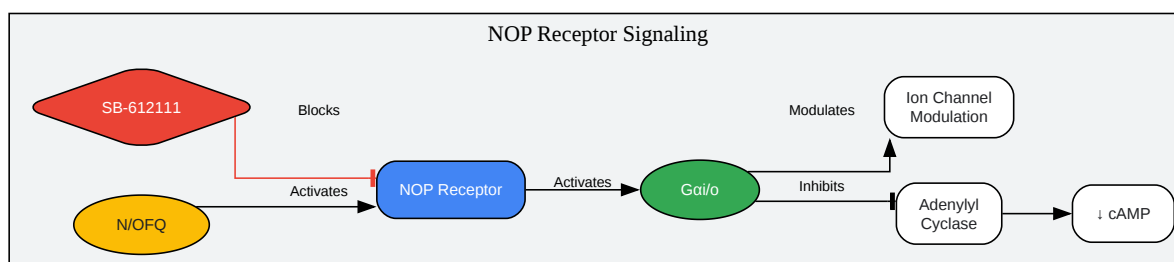 NOP Receptor Signaling
SB-612111
Blocks
Modulates
Ion Channel
Modulation
Activates
NOP Receptor
Activates
Gαi/o
Inhibits
N/OFQ
Adenylyl
Cyclase
↓ cAMP